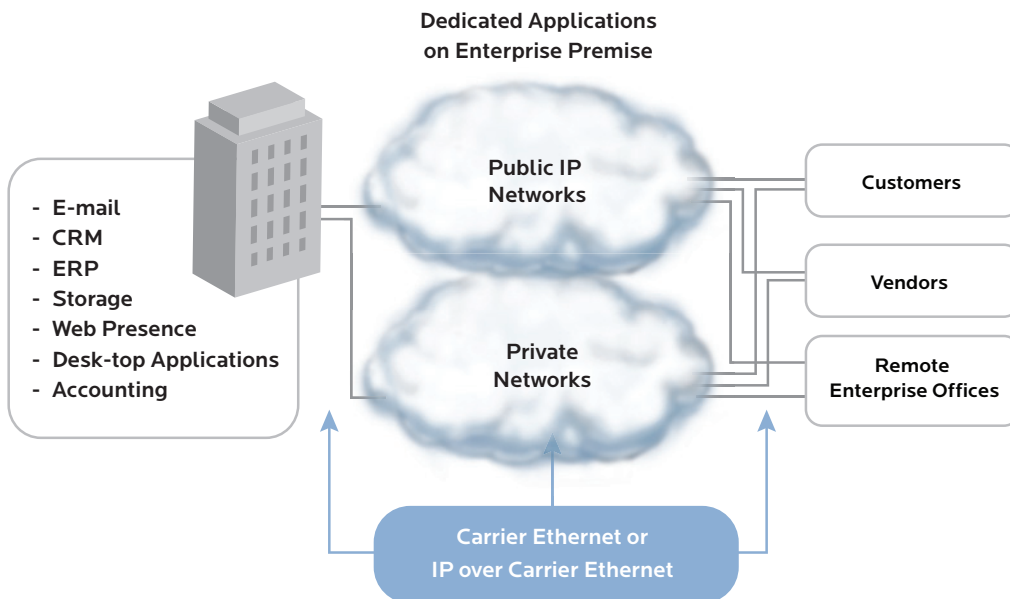 Dedicated Applications
on Enterprise Premise
- E-mail
- CRM
- ERP
- Storage
- Web Presence
- Desk-top Applications
- Accounting
Public IP
Networks
Private
Networks
Customers
Vendors
Remote
Enterprise Offices
Carrier Ethernet or
IP over Carrier Ethernet